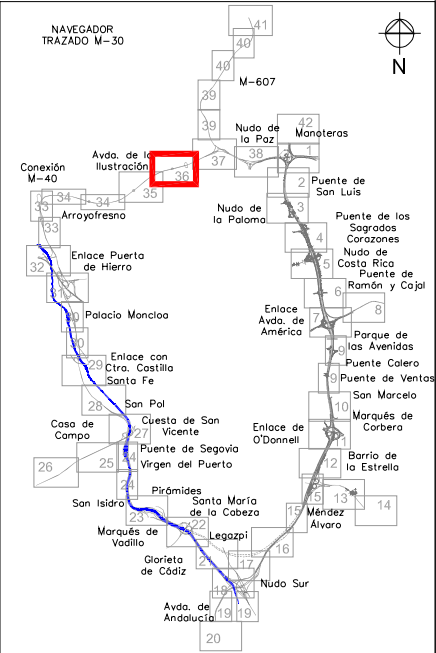 NAVEGADOR
TRAZADO M-30
41
40
40
M-607
39
39
N
42
Nudo de
la Paz
Manoteras
1
37
38
Avda. de la
Ilustración
36
35
Conexión
M-40
34
34
33
Arroyofresno
33
2
Puente de
San Luis
Nudo de
la Paloma
3
Puente de los
Sagrados
Corazones
4
Nudo de
Costa Rica
5
Puente de
Ramón y Cajal
6
8
Enlace
Avda. de
América
7
Parque de
las Avenidas
9
Puente Calero
9
Puente de Ventas
San Marcelo
10
Marqués de
Corbera
Enlace de
O'Donnell
11
Barrio de
la Estrella
12
13
14
15
15
Méndez
Álvaro
16
17
Nudo Sur
18
19
19
20
Avda. de
Andalucía
32
Enlace Puerta
de Hierro
Palacio Moncloa
Enlace con
Ctra. Castilla
29
Santa Fe
28
San Pol
Casa de
Campo
Cuesta de San
Vicente
27
Puente de Segovia
24
Virgen del Puerto
25
26
24
Pirámides
San Isidro
23
Santa María
de la Cabeza
22
Marqués de
Vadillo
Legazpi
Glorieta
de Cádiz